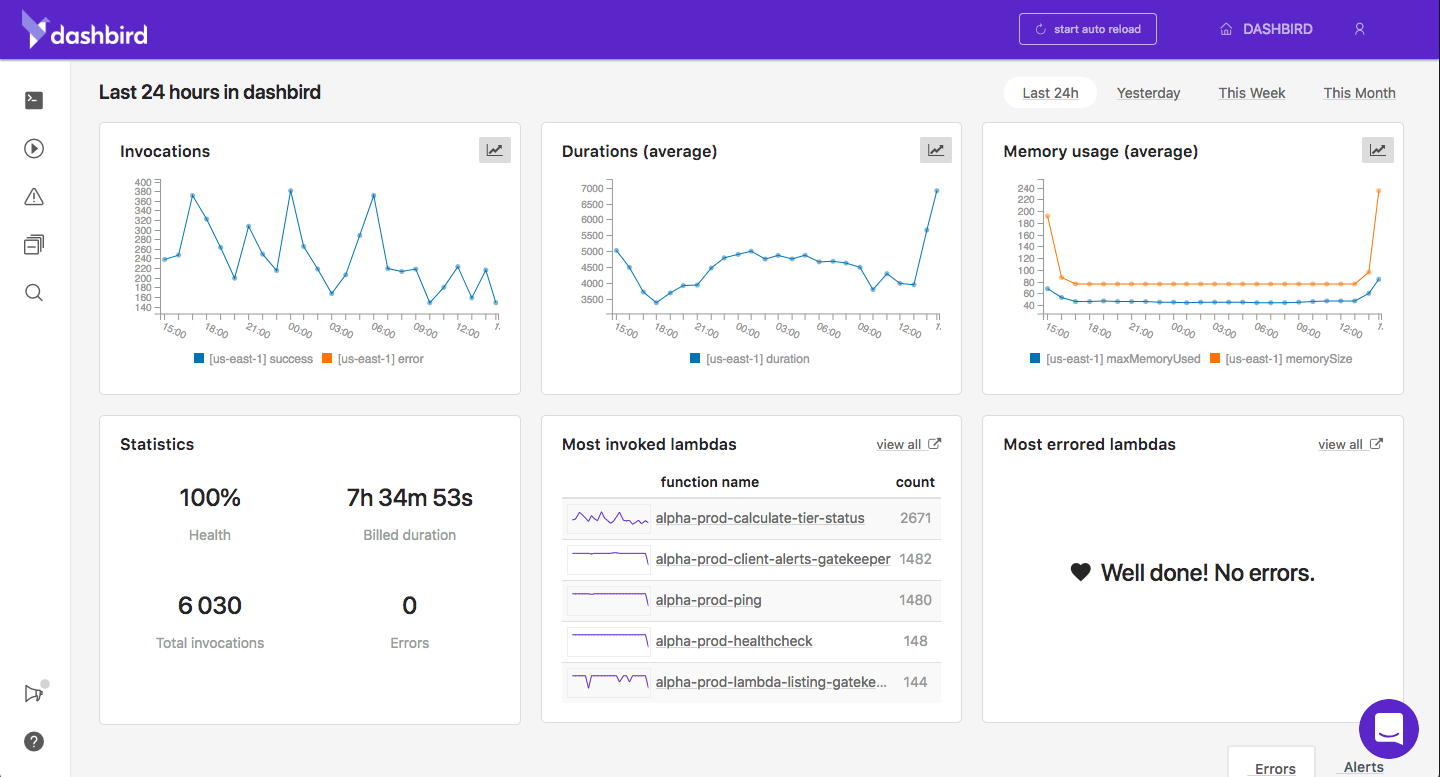 dashbird
start auto reload
DASHBIRD
Last 24 hours in dashbird
Last 24h
Yesterday
This Week
This Month
Invocations
400
380
360
340
320
300
280
260
240
220
200
180
160
140
15:00
18:00
21:00
00:00
03:00
06:00
09:00
12:00
1.
[us-east-1] success
[us-east-1] error
Durations (average)
7000
6500
6000
5500
5000
4500
4000
3500
15:00
18:00
21:00
00:00
03:00
06:00
09:00
12:00
1.
[us-east-1] duration
Memory usage (average)
240
220
200
180
160
140
120
100
80
60
40
15:00
18:00
21:00
00:00
03:00
06:00
09:00
12:00
1.
[us-east-1] maxMemoryUsed
[us-east-1] memorySize
Statistics
100%
Health
7h 34m 53s
Billed duration
6 030
Total invocations
0
Errors
Most invoked lambdas
view all
function name
count
alpha-prod-calculate-tier-status
2671
alpha-prod-client-alerts-gatekeeper
1482
alpha-prod-ping
1480
alpha-prod-healthcheck
148
alpha-prod-lambda-listing-gateke...
144
Most errored lambdas
view all
Well done! No errors.
Errors
Alerts